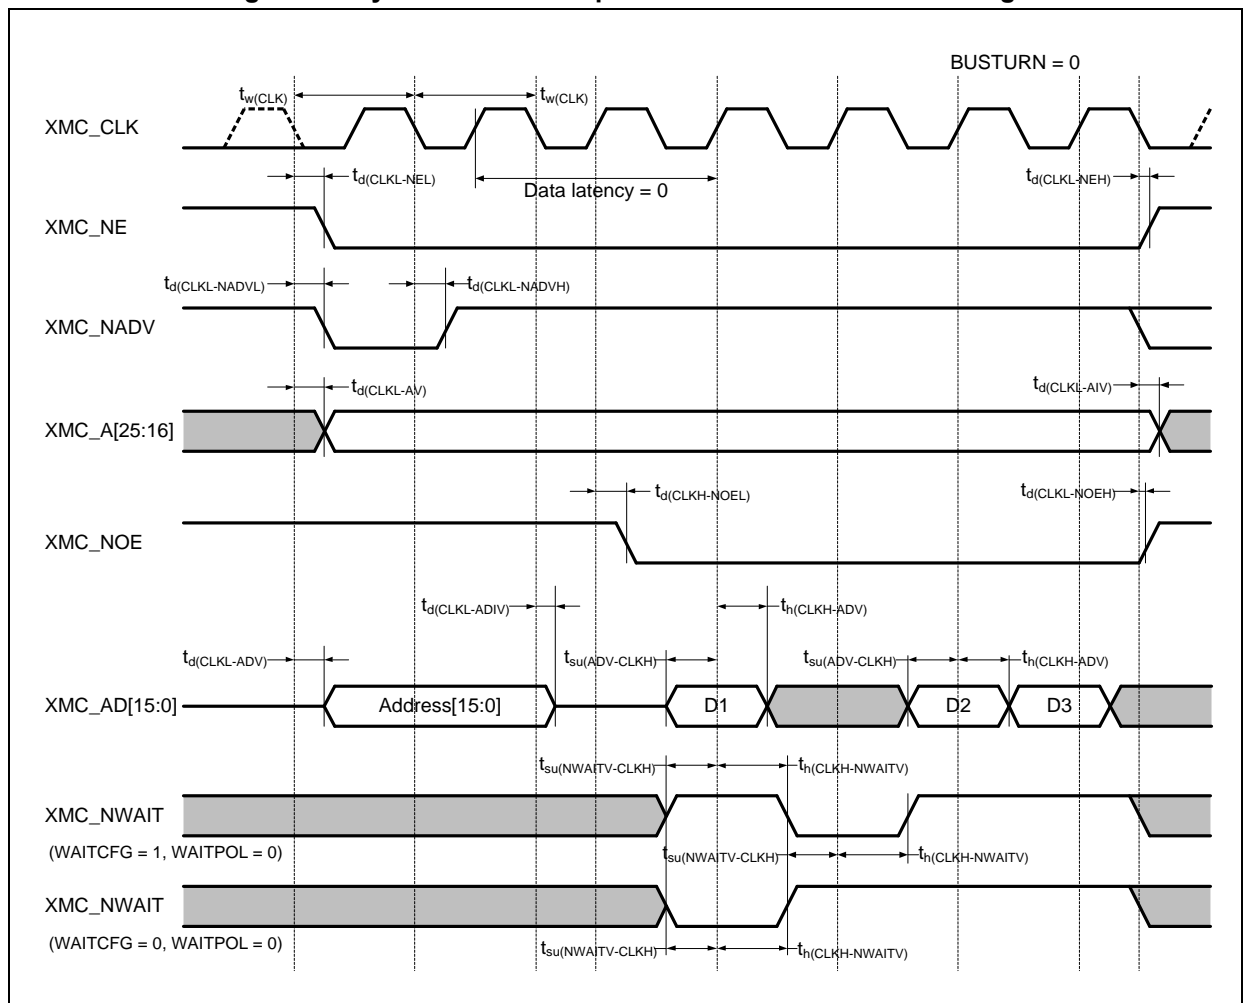 BUSTURN = 0
tw(CLK) tw(CLK)
XMC_CLK
td(CLKL-NEL) Data latency = 0 td(CLKL-NEH)
XMC_NE
td(CLKL-NADVL) td(CLKL-NADVH)
XMC_NADV
td(CLKL-AV) td(CLKL-AIV)
XMC_A[25:16]
td(CLKH-NOEL) td(CLKL-NOEH)
XMC_NOE
td(CLKL-ADIV) th(CLKH-ADV)
td(CLKL-ADV) tsu(ADV-CLKH) tsu(ADV-CLKH) th(CLKH-ADV)
XMC_AD[15:0] Address[15:0] D1 D2 D3
tsu(NWAITV-CLKH) th(CLKH-NWAITV)
XMC_NWAIT
(WAITCFG = 1, WAITPOL = 0) tsu(NWAITV-CLKH) th(CLKH-NWAITV)
XMC_NWAIT
(WAITCFG = 0, WAITPOL = 0) tsu(NWAITV-CLKH) th(CLKH-NWAITV)